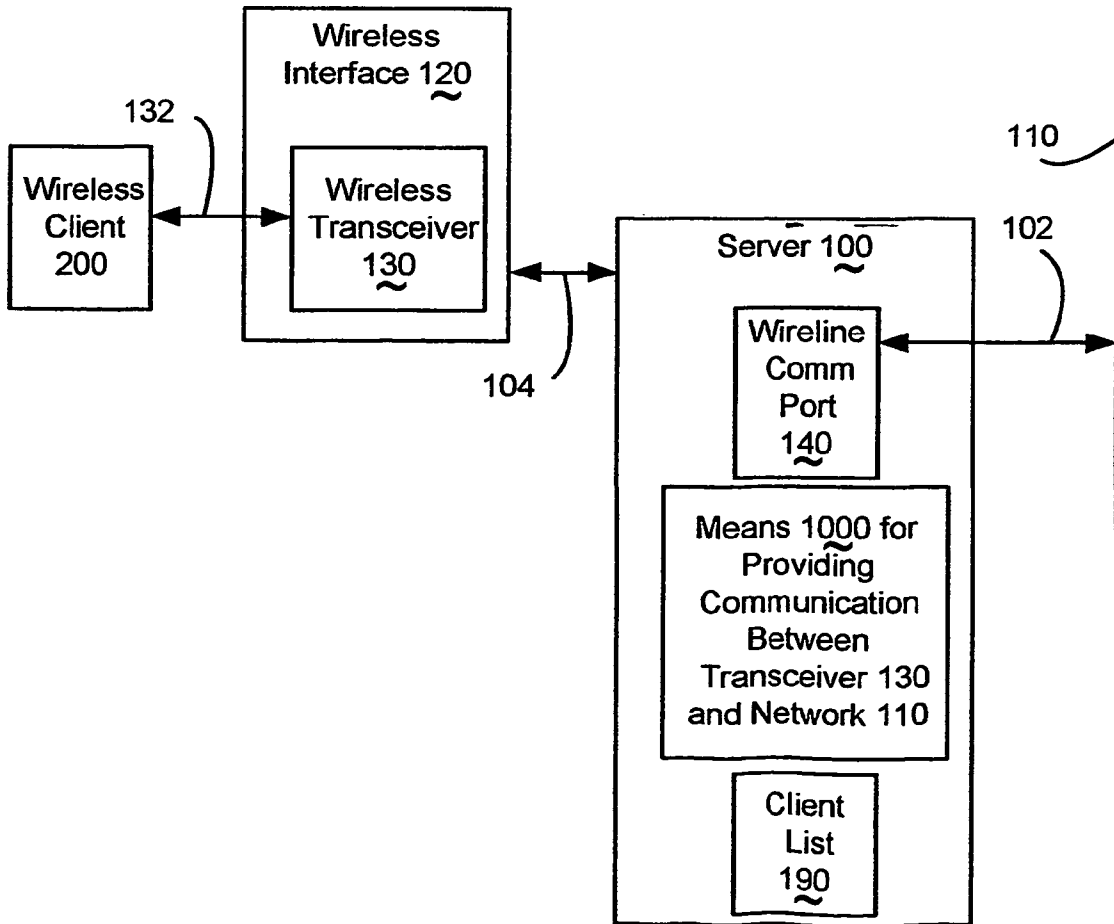 Wireless
Interface 120
132
Wireless
Client
200
Wireless
Transceiver
130
104
110
102
Server 100
Wireline
Comm
Port
140
Means 1000 for
Providing
Communication
Between
Transceiver 130
and Network 110
Client
List
190